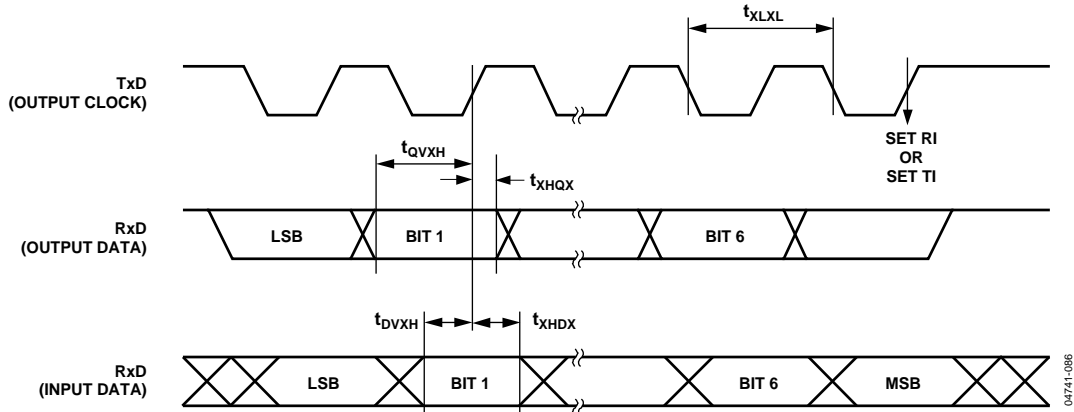 tXLXL
TxD
(OUTPUT CLOCK)
SET RI
OR
SET TI
tQVXH
tXHQX
RxD
(OUTPUT DATA)
LSB
BIT 1
BIT 6
tDVXH
tXHDX
RxD
(INPUT DATA)
LSB
BIT 1
BIT 6
MSB
04741-086